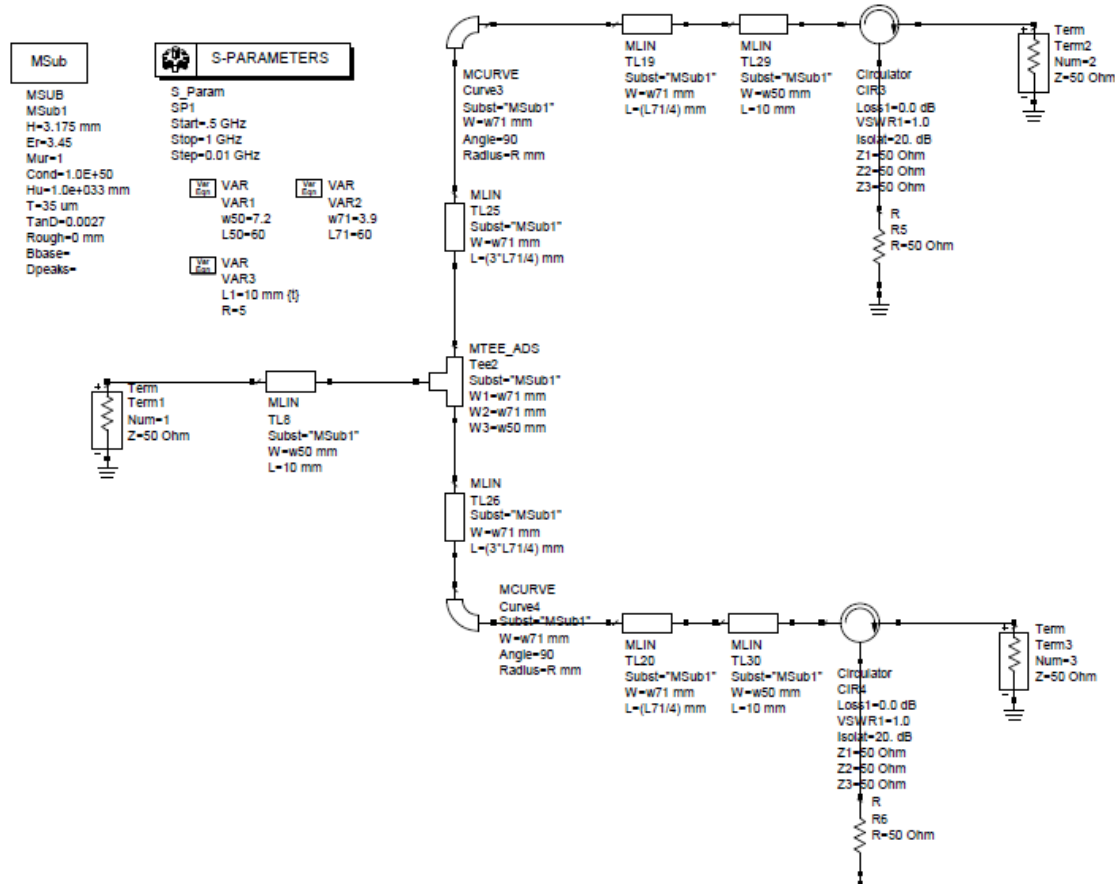 MSub
MSUB
MSub1
H=3.175 mm
Er=3.45
Mur=1
Cond=1.0E+50
Hu=1.0e+033 mm
T=35 um
TanD=0.0027
Rough=0 mm
Bbase=
Dpeaks=
S-PARAMETERS
S_Param
SP1
Start=.5 GHz
Stop=1 GHz
Step=0.01 GHz
Var
Eqn
VAR
VAR1
w50=7.2
L50=60
Var
Eqn
VAR
VAR2
w71=3.9
L71=60
Var
Eqn
VAR
VAR3
L1=10 mm {t}
R=5
MCURVE
Curve3
Subst="MSub1"
W=w71 mm
Angle=90
Radius=R mm
MLIN
TL19
Subst="MSub1"
W=w71 mm
L=(L71/4) mm
MLIN
TL29
Subst="MSub1"
W=w50 mm
L=10 mm
Circulator
CIR3
Loss1=0.0 dB
VSWR1=1.0
Isolat=20. dB
Z1=50 Ohm
Z2=50 Ohm
Z3=50 Ohm
Term
Term2
Num=2
Z=50 Ohm
R
R5
R=50 Ohm
MLIN
TL25
Subst="MSub1"
W=w71 mm
L=(3*L71/4) mm
MTEE_ADS
Tee2
Subst="MSub1"
W1=w71 mm
W2=w71 mm
W3=w50 mm
Term
Term1
Num=1
Z=50 Ohm
MLIN
TL8
Subst="MSub1"
W=w50 mm
L=10 mm
MLIN
TL26
Subst="MSub1"
W=w71 mm
L=(3*L71/4) mm
MCURVE
Curve4
Subst="MSub1"
W=w71 mm
Angle=90
Radius=R mm
MLIN
TL20
Subst="MSub1"
W=w71 mm
L=(L71/4) mm
MLIN
TL30
Subst="MSub1"
W=w50 mm
L=10 mm
Circulator
CIR4
Loss1=0.0 dB
VSWR1=1.0
Isolat=20. dB
Z1=50 Ohm
Z2=50 Ohm
Z3=50 Ohm
Term
Term3
Num=3
Z=50 Ohm
R
R6
R=50 Ohm